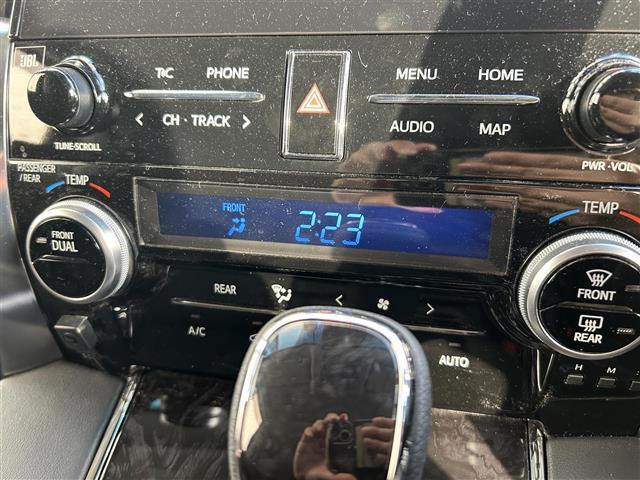 JBL
T C PHONE
MENU HOME
< CH · TRACK >
AUDIO MAP
TUNE·SCROLL
PWR·VOL
PASSENGER
/REAR
TEMP
TEMP
FRONT
2:23
FRONT
DUAL
FRONT
REAR
REAR
< >
A/C
AUTO
H M